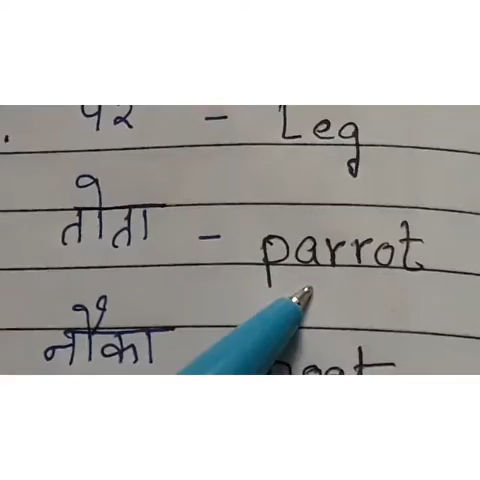 . पैर - Leg
तोता - parrot
नौका